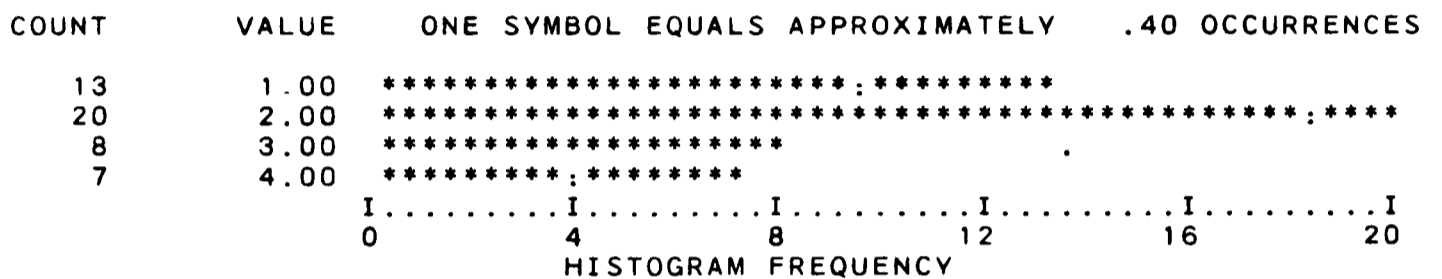 COUNT VALUE ONE SYMBOL EQUALS APPROXIMATELY .40 OCCURRENCES
13 1.00 ***********************:*********
20 2.00 *********************************************:****
8 3.00 ******************** .
7 4.00 *********:********
I.........I.........I.........I.........I.........I
0 4 8 12 16 20
HISTOGRAM FREQUENCY